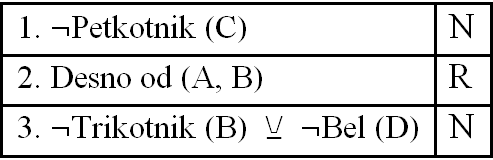 1. ¬Petkotnik (C) N
2. Desno od (A, B) R
3. ¬Trikotnik (B) ⊻ ¬Bel (D) N